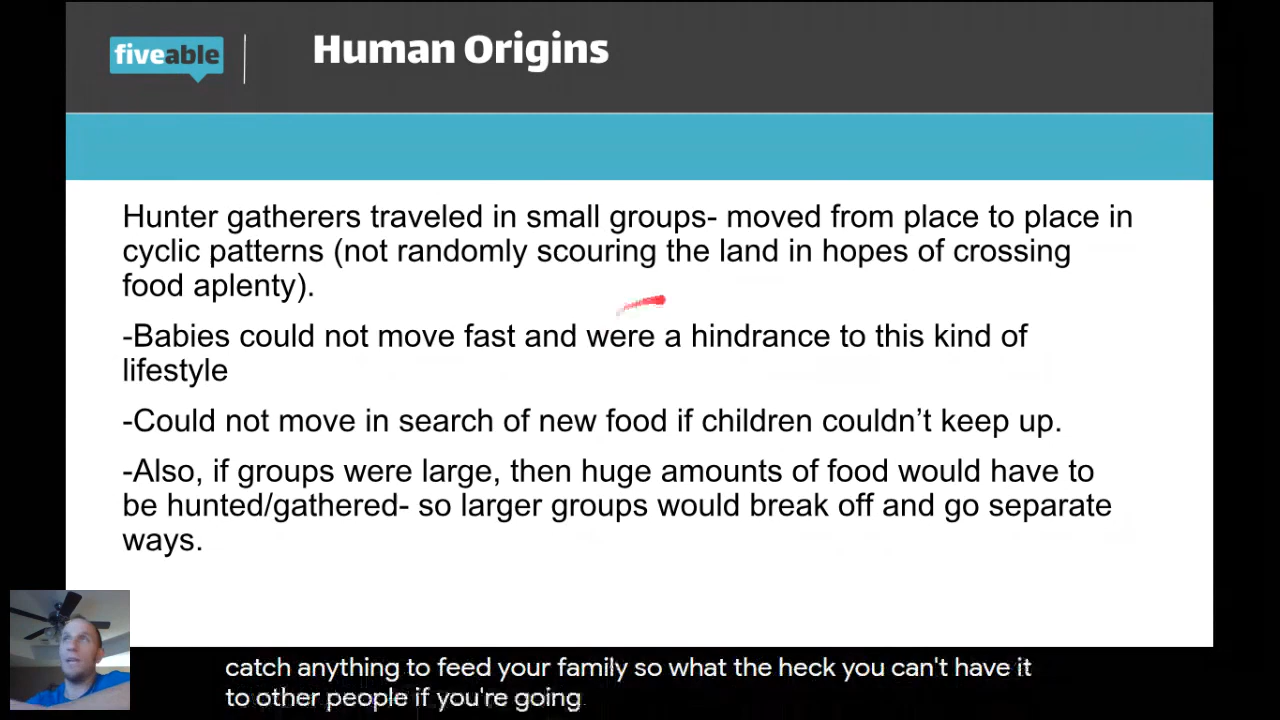 fiveable
Human Origins
Hunter gatherers traveled in small groups- moved from place to place in
cyclic patterns (not randomly scouring the land in hopes of crossing
food aplenty).
-Babies could not move fast and were a hindrance to this kind of
lifestyle
-Could not move in search of new food if children couldn't keep up.
-Also, if groups were large, then huge amounts of food would have to
be hunted/gathered- so larger groups would break off and go separate
ways.
catch anything to feed your family so what the heck you can't have it
to other people if you're going